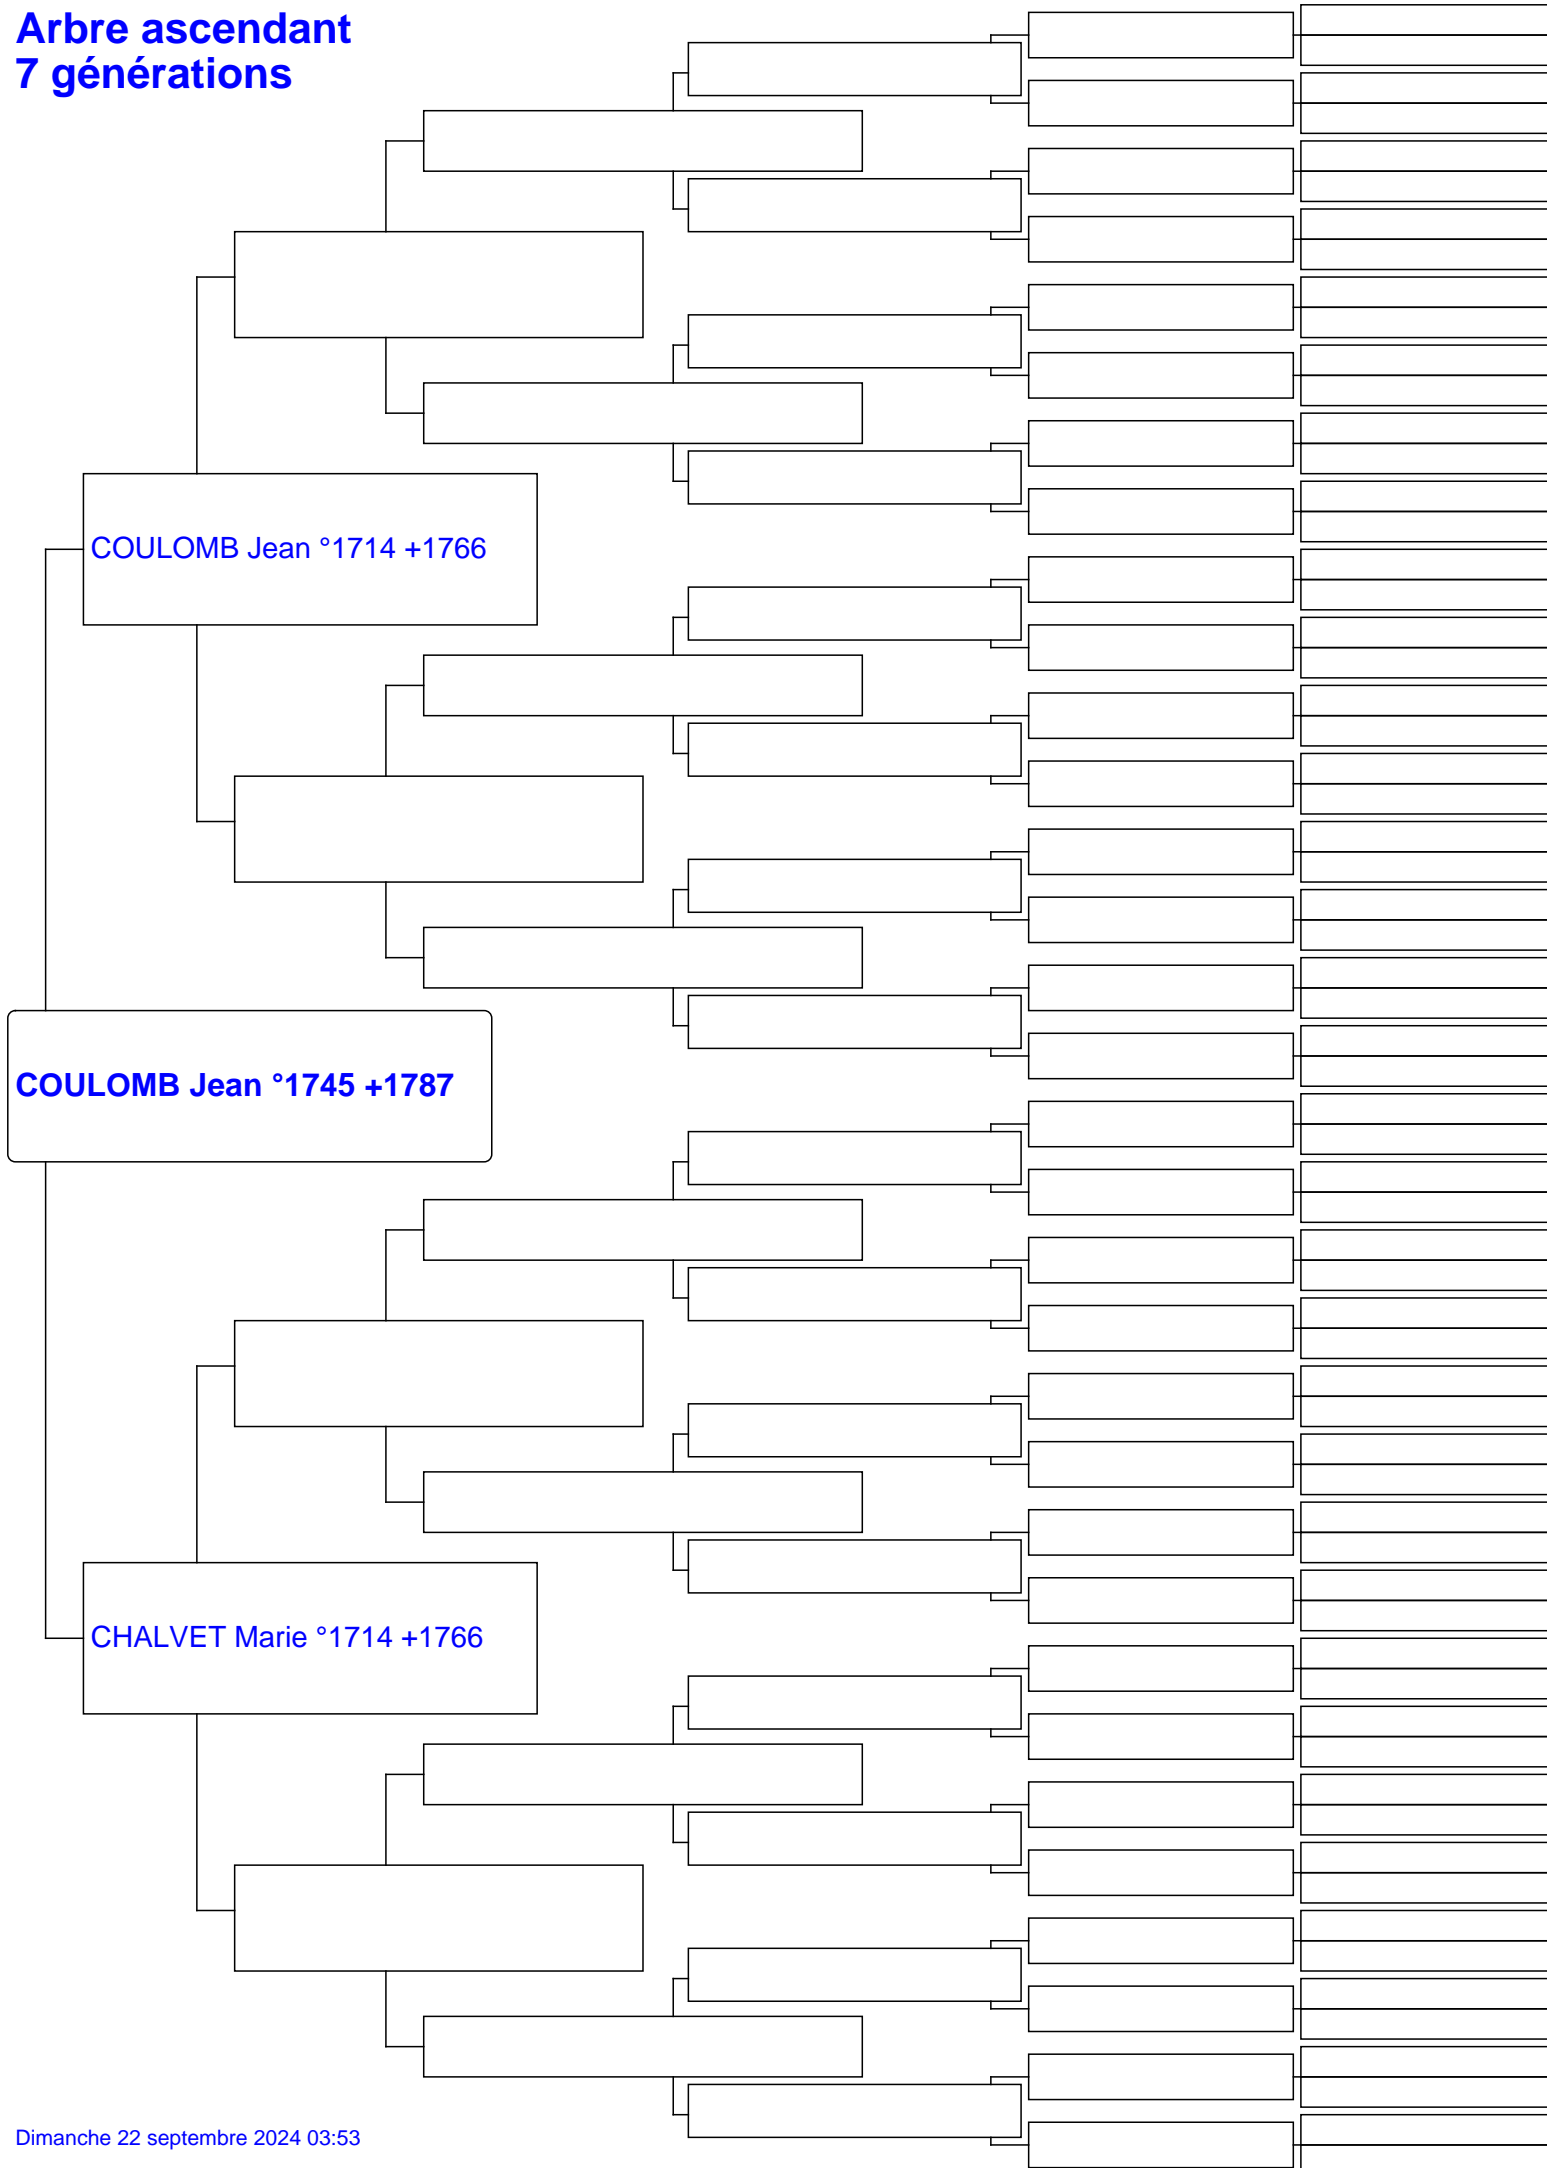 Arbre ascendant
7 générations
COULOMB Jean °1714 +1766
COULOMB Jean °1745 +1787
CHALVET Marie °1714 +1766
Dimanche 22 septembre 2024 03:53